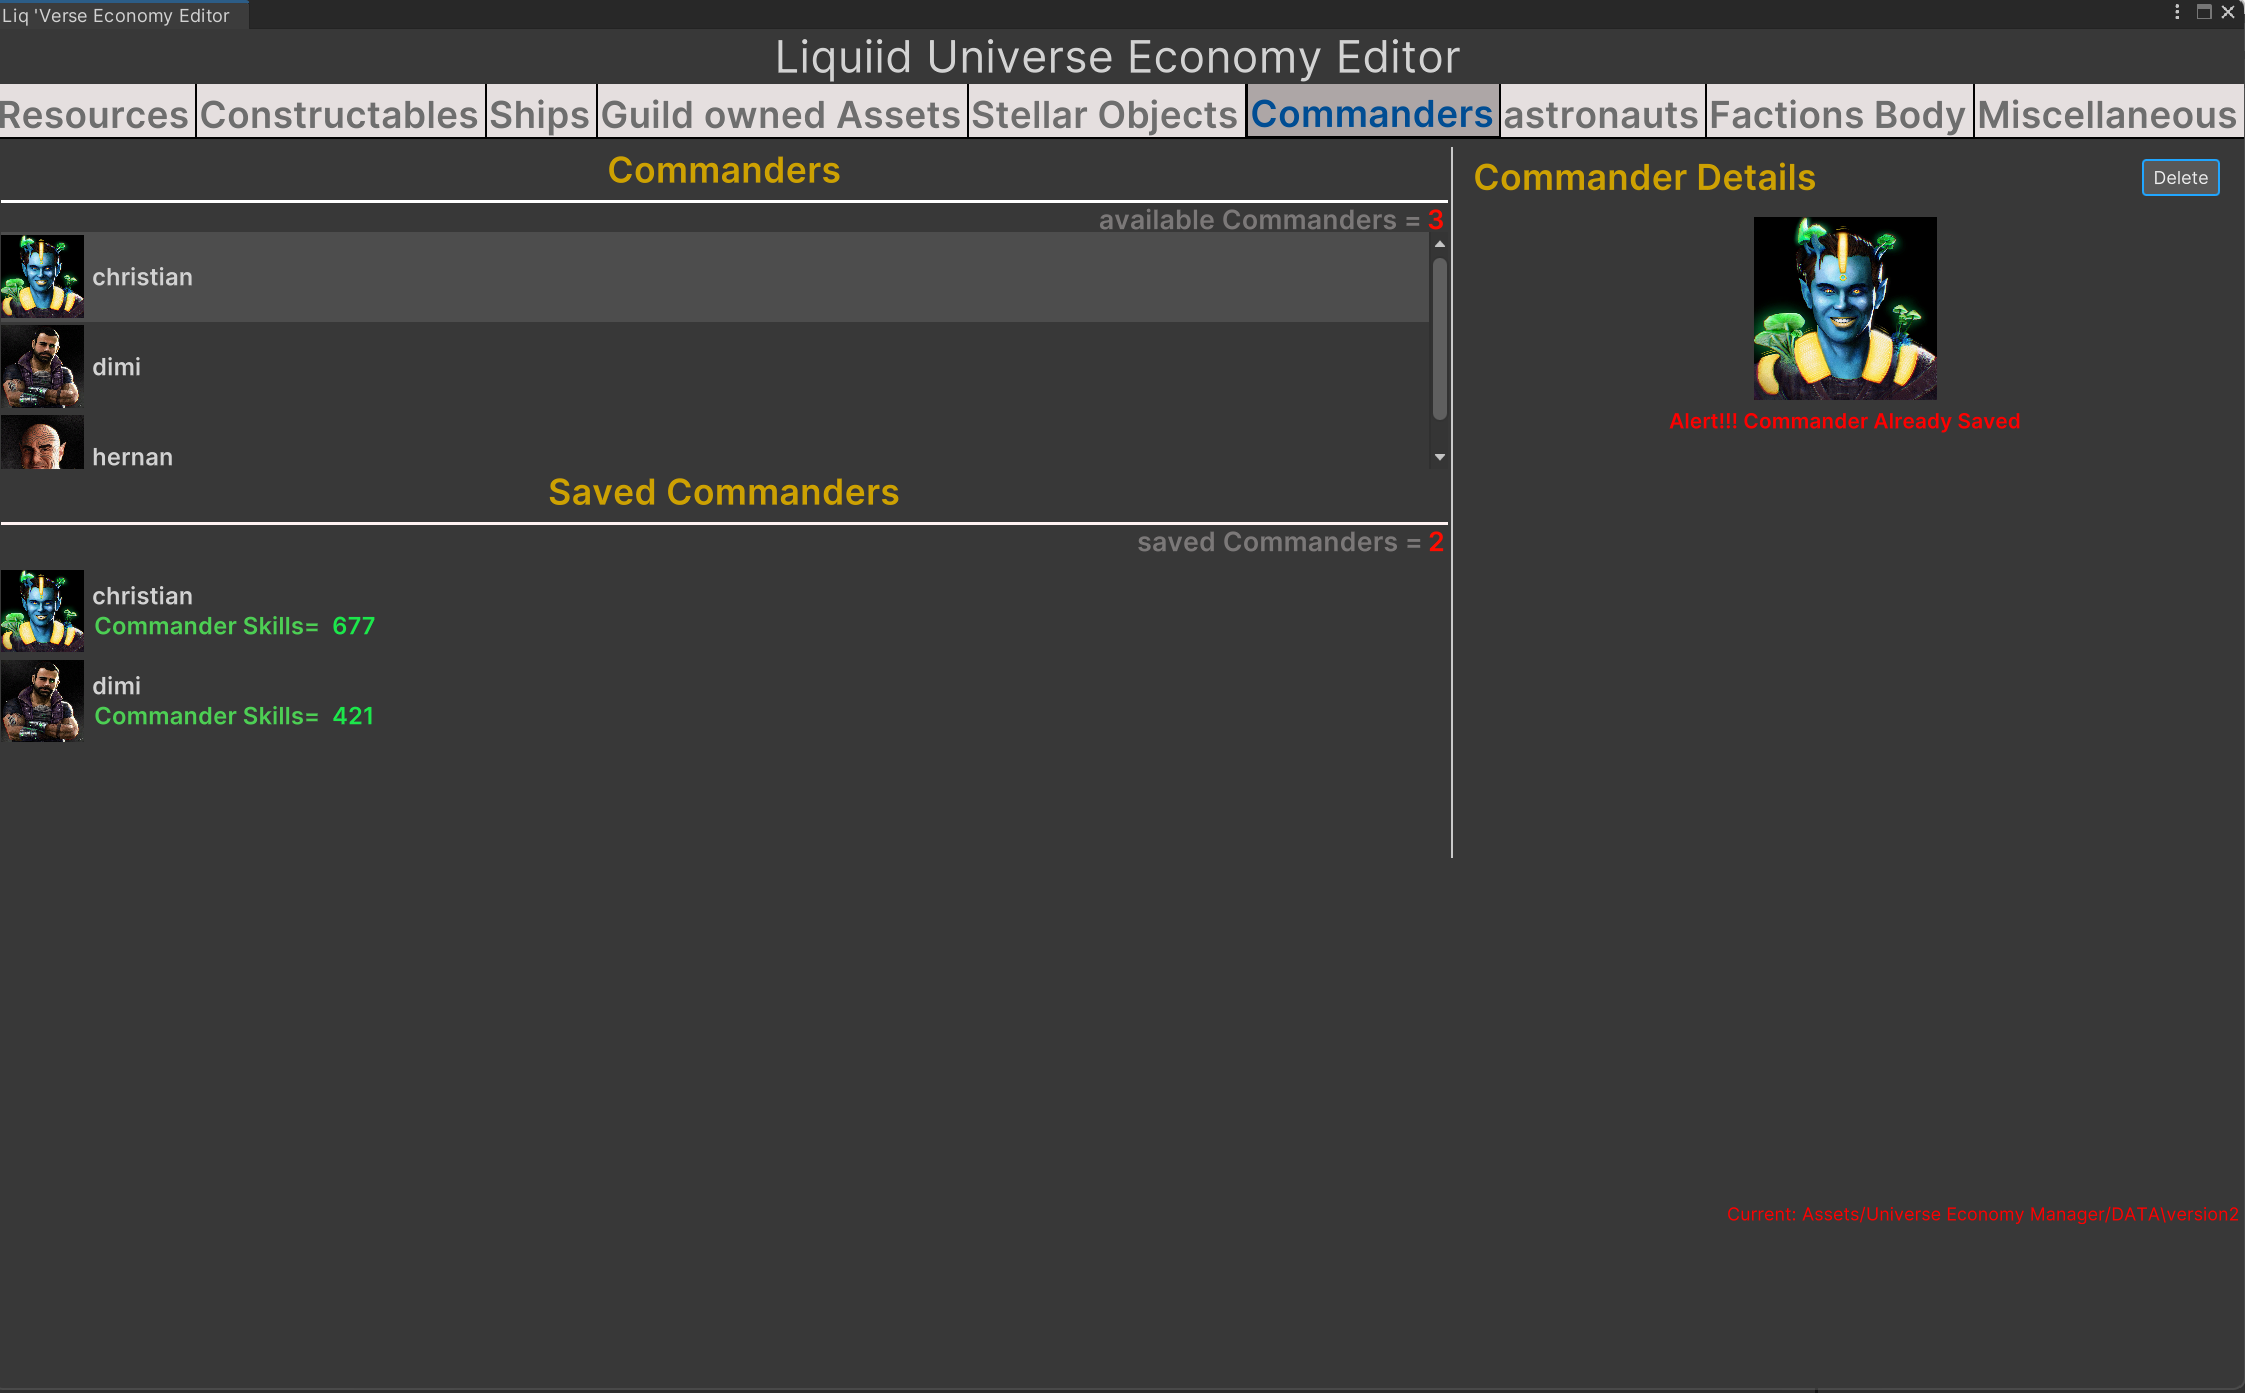 Liq 'Verse Economy Editor
Liquiid Universe Economy Editor
Resources Constructables Ships Guild owned Assets Stellar Objects Commanders astronauts Factions Body Miscellaneous
Commanders
available Commanders = 3
christian
dimi
hernan
Saved Commanders
saved Commanders = 2
christian
Commander Skills= 677
dimi
Commander Skills= 421
Commander Details
Delete
Alert!!! Commander Already Saved
Current: Assets/Universe Economy Manager/DATA\version2